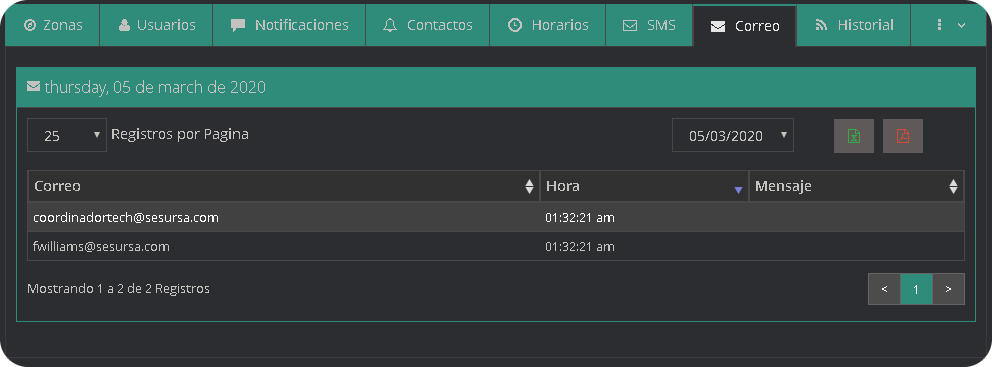 Zonas Usuarios Notificaciones Contactos Horarios SMS Correo Historial
thursday, 05 de march de 2020
25 Registros por Pagina 05/03/2020
Correo Hora Mensaje
coordinadortech@sesursa.com 01:32:21 am
fwilliams@sesursa.com 01:32:21 am
Mostrando 1 a 2 de 2 Registros < 1 >